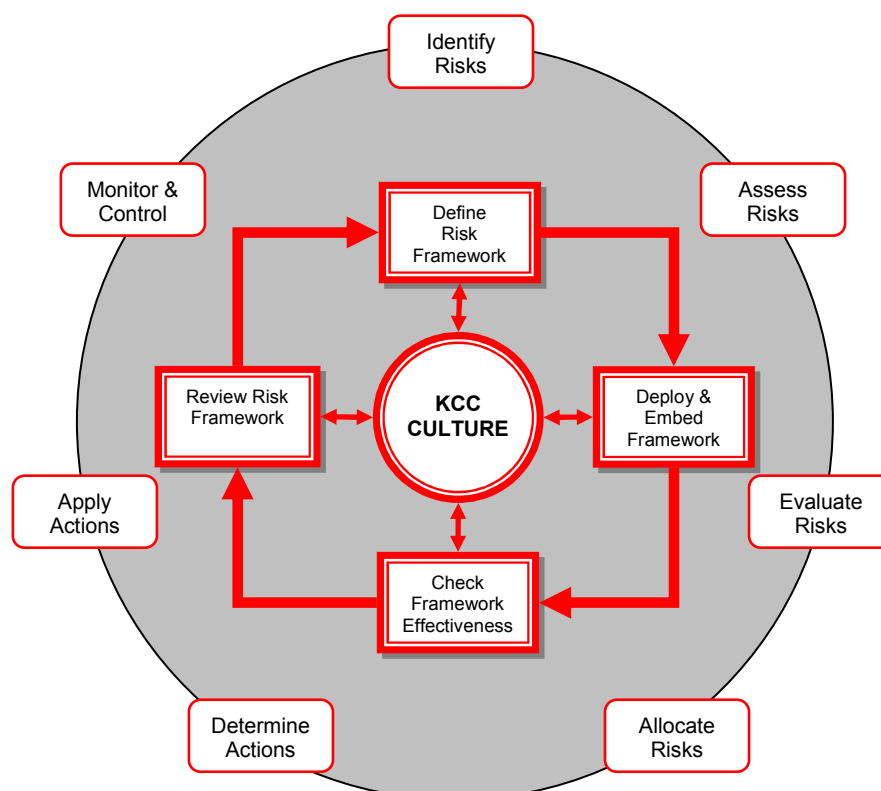 Identify
Risks
Monitor &
Control
Assess
Risks
Define
Risk
Framework
Review Risk
Framework
KCC
CULTURE
Deploy &
Embed
Framework
Apply
Actions
Evaluate
Risks
Check
Framework
Effectiveness
Determine
Actions
Allocate
Risks